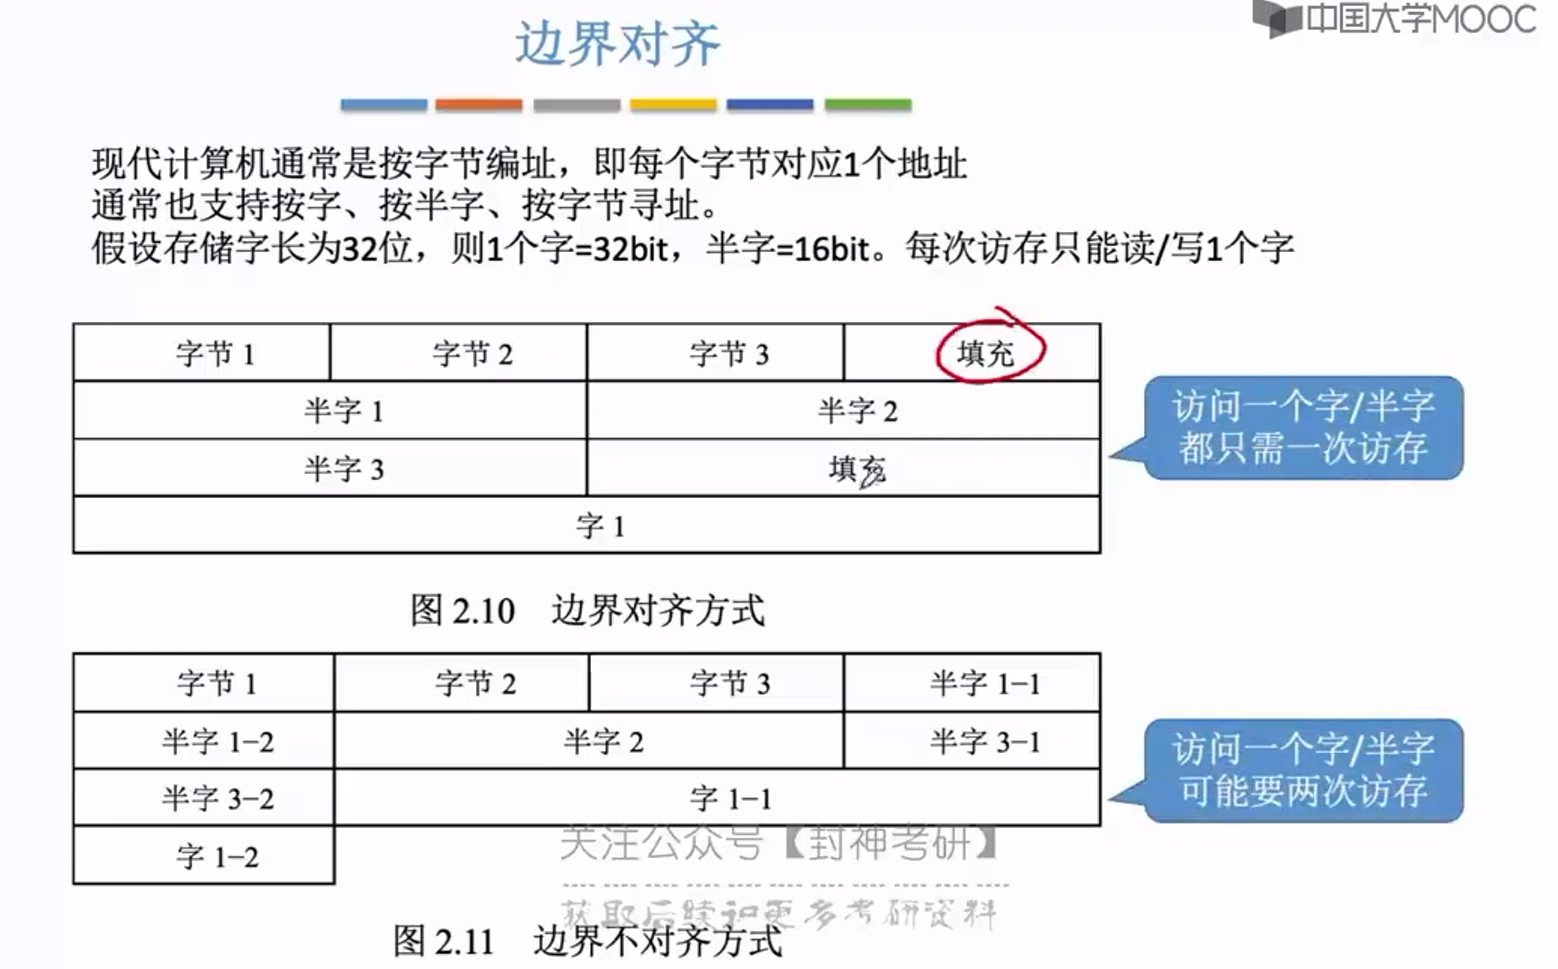 中国大学MOOC
边界对齐
现代计算机通常是按字节编址，即每个字节对应1个地址
通常也支持按字、按半字、按字节寻址。
假设存储字长为32位，则1个字=32bit，半字=16bit。每次访存只能读/写1个字
字节 1 字节 2 字节 3 填充
半字 1 半字 2
半字 3 填充
字 1
访问一个字/半字
都只需一次访存
图 2.10 边界对齐方式
字节 1 字节 2 字节 3 半字 1−1
半字 1−2 半字 2 半字 3−1
半字 3−2 字 1−1
字 1−2
访问一个字/半字
可能要两次访存
关注公众号【封神考研】
获取后续和更多考研资料
图 2.11 边界不对齐方式